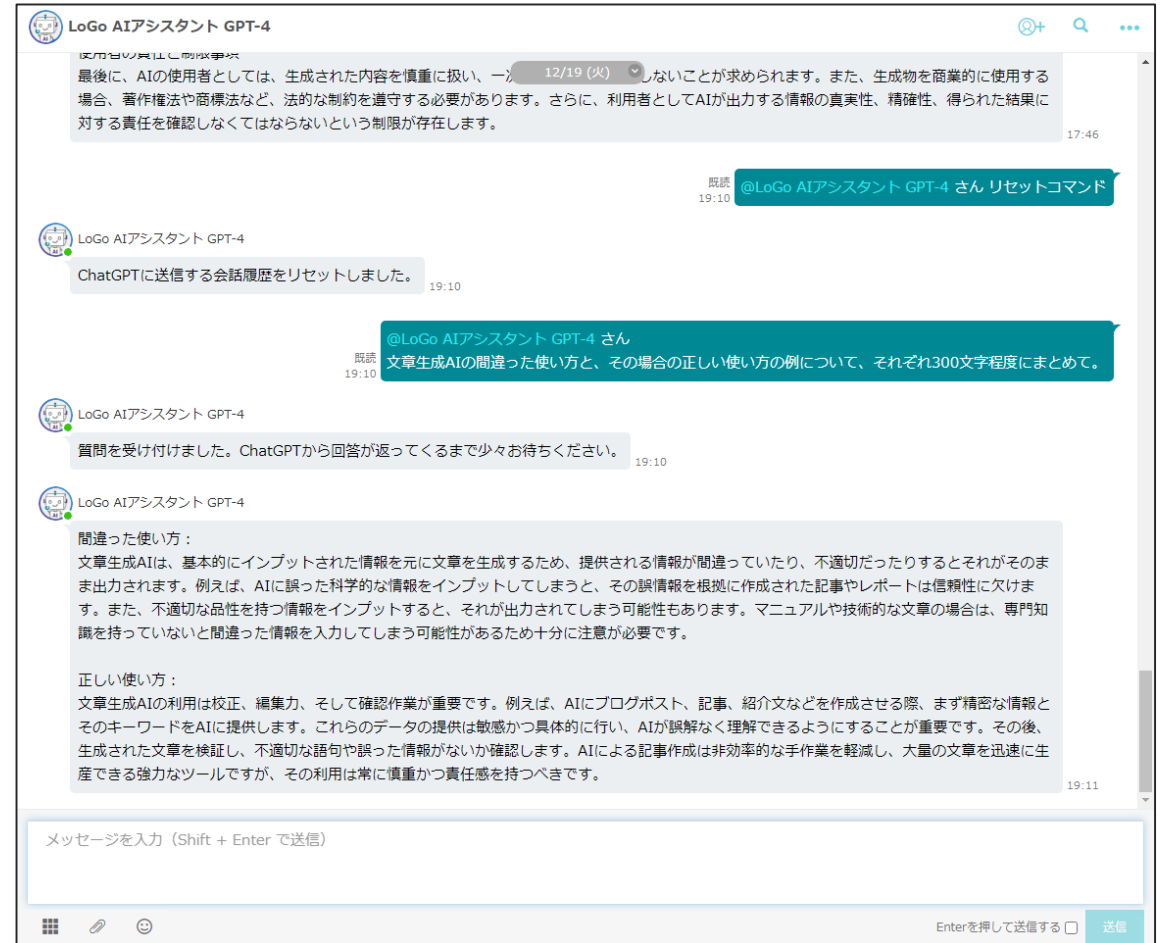 LoGo AIアシスタント GPT-4
使用者の責任と制限事項
12/19 (火)
最後に、AIの使用者としては、生成された内容を慎重に扱い、一 しないことが求められます。また、生成物を商業的に使用する
場合、著作権法や商標法など、法的な制約を遵守する必要があります。さらに、利用者としてAIが出力する情報の真実性、精確性、得られた結果に
対する責任を確認しなくてはならないという制限が存在します。
17:46
既読
19:10
@LoGo AIアシスタント GPT-4 さん リセットコマンド
LoGo AIアシスタント GPT-4
ChatGPTに送信する会話履歴をリセットしました。
19:10
@LoGo AIアシスタント GPT-4 さん
既読
19:10
文章生成AIの間違った使い方と、その場合の正しい使い方の例について、それぞれ300文字程度にまとめて。
LoGo AIアシスタント GPT-4
質問を受け付けました。ChatGPTから回答が返ってくるまで少々お待ちください。
19:10
LoGo AIアシスタント GPT-4
間違った使い方：
文章生成AIは、基本的にインプットされた情報を元に文章を生成するため、提供される情報が間違っていたり、不適切だったりするとそれがそのま
ま出力されます。例えば、AIに誤った科学的な情報をインプットしてしまうと、その誤情報を根拠に作成された記事やレポートは信頼性に欠けま
す。また、不適切な品性を持つ情報をインプットすると、それが出力されてしまう可能性もあります。マニュアルや技術的な文章の場合は、専門知
識を持っていないと間違った情報を入力してしまう可能性があるため十分に注意が必要です。
正しい使い方：
文章生成AIの利用は校正、編集力、そして確認作業が重要です。例えば、AIにブログポスト、記事、紹介文などを作成させる際、まず精密な情報と
そのキーワードをAIに提供します。これらのデータの提供は敏感かつ具体的に行い、AIが誤解なく理解できるようにすることが重要です。その後、
生成された文章を検証し、不適切な語句や誤った情報がないか確認します。AIによる記事作成は非効率的な手作業を軽減し、大量の文章を迅速に生
産できる強力なツールですが、その利用は常に慎重かつ責任感を持つべきです。
19:11
メッセージを入力（Shift + Enter で送信）
Enterを押して送信する
送信